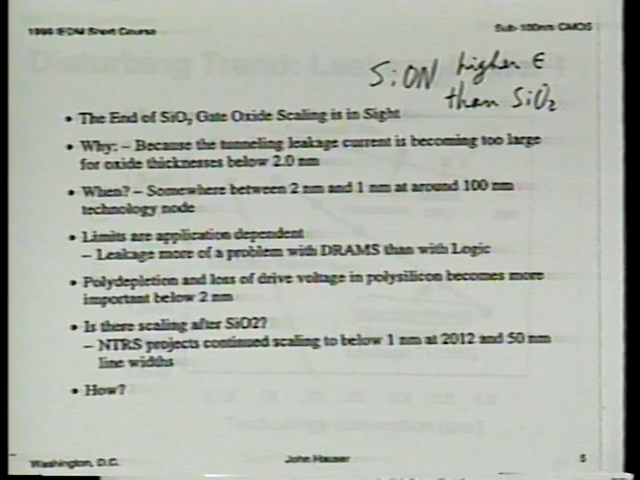 1999 IEDM Short Course
Sub-100nm CMOS
Disturbing Trend:
SiON higher ϵ
than SiO₂
• The End of SiO₂ Gate Oxide Scaling is in Sight
• Why: – Because the tunneling leakage current is becoming too large
for oxide thicknesses below 2.0 nm
• When? – Somewhere between 2 nm and 1 nm at around 100 nm
technology node
• Limits are application dependent
– Leakage more of a problem with DRAMS than with Logic
• Polydepletion and loss of drive voltage in polysilicon becomes more
important below 2 nm
• Is there scaling after SiO2?
– NTRS projects continued scaling to below 1 nm at 2012 and 50 nm
line widths
• How?
Washington, D.C.
John Hauser
5